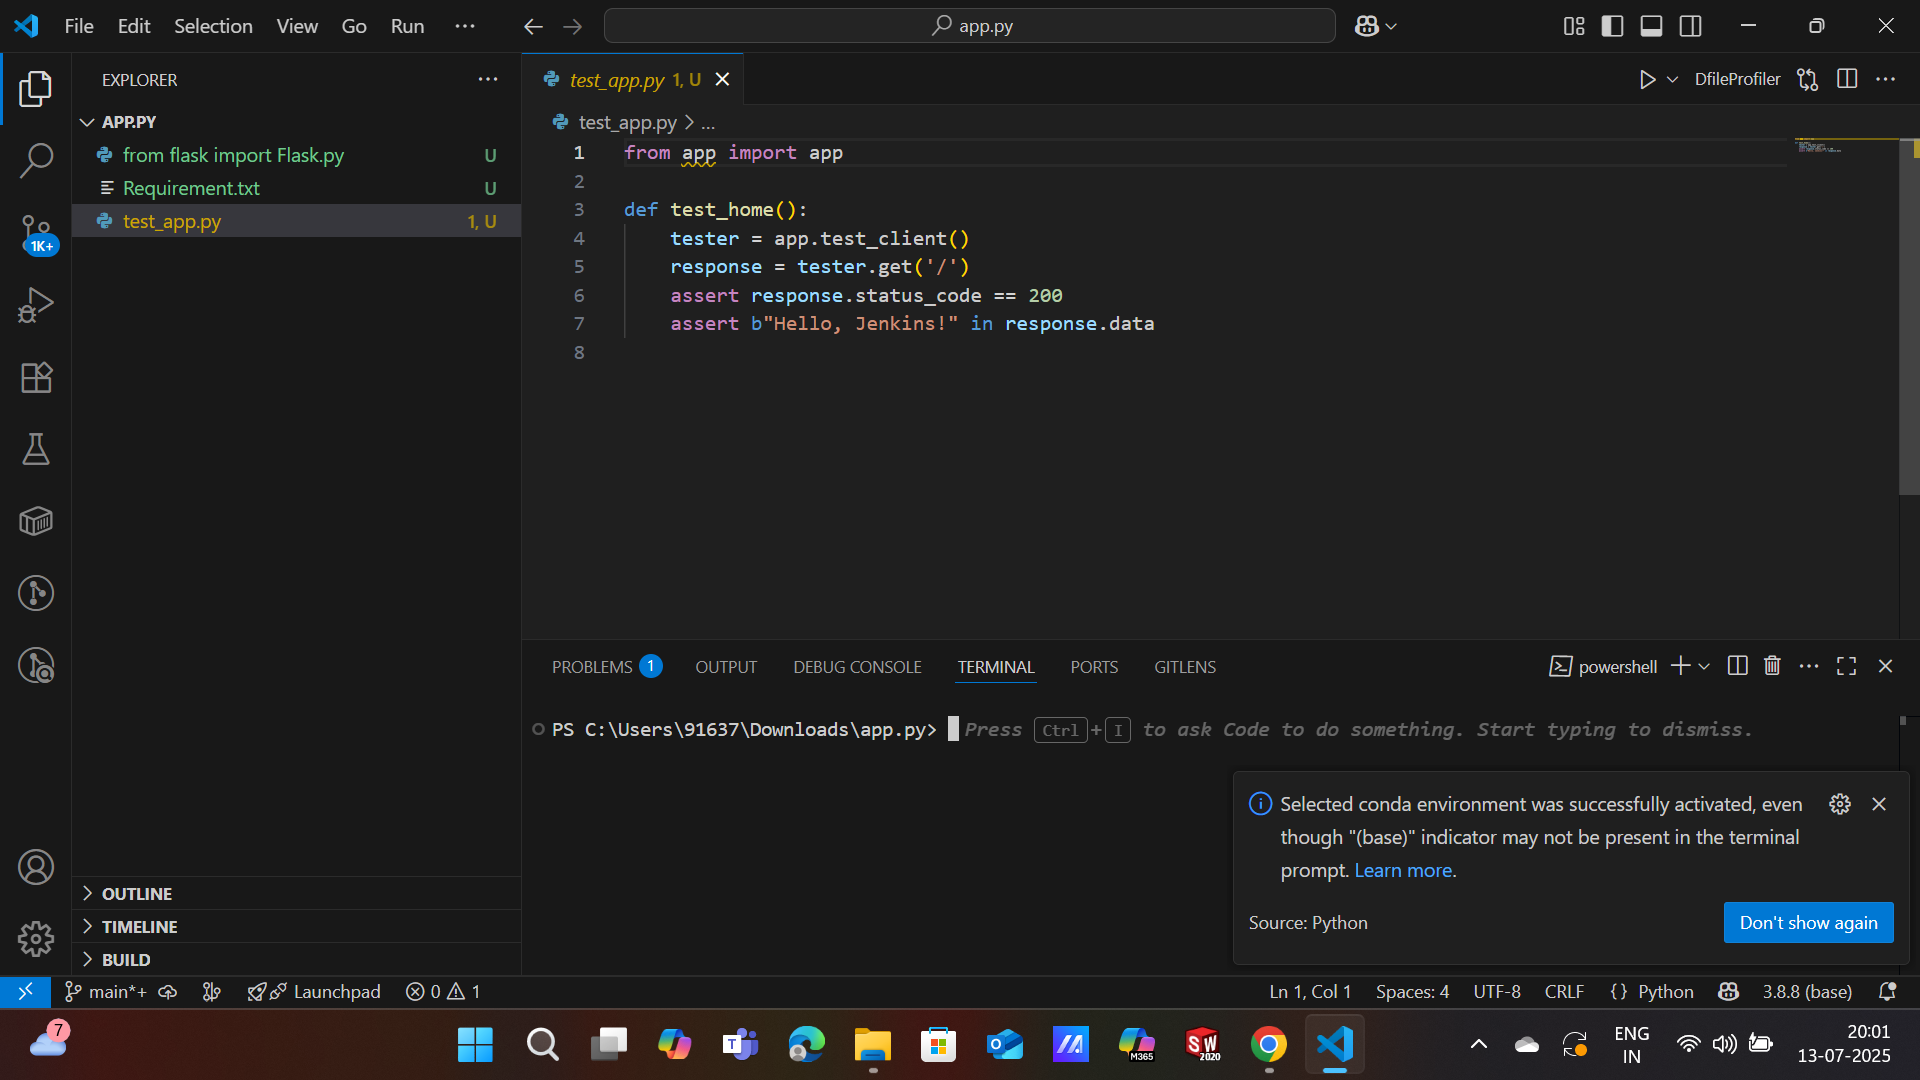 File Edit Selection View Go Run ··· app.py
EXPLORER ···
APP.PY
from flask import Flask.py U
Requirement.txt U
test_app.py 1, U
1K+
OUTLINE
TIMELINE
BUILD
test_app.py 1, U
DfileProfiler
test_app.py > ...
1 from app import app
2
3 def test_home():
4 tester = app.test_client()
5 response = tester.get('/')
6 assert response.status_code == 200
7 assert b"Hello, Jenkins!" in response.data
8
PROBLEMS 1 OUTPUT DEBUG CONSOLE TERMINAL PORTS GITLENS powershell
PS C:\Users\91637\Downloads\app.py> Press Ctrl+I to ask Code to do something. Start typing to dismiss.
Selected conda environment was successfully activated, even
though "(base)" indicator may not be present in the terminal
prompt. Learn more.
Source: Python Don't show again
main*+ Launchpad 0 1 Ln 1, Col 1 Spaces: 4 UTF-8 CRLF {} Python 3.8.8 (base)
7
T
M365
SW
2020
ENG
IN
20:01
13-07-2025